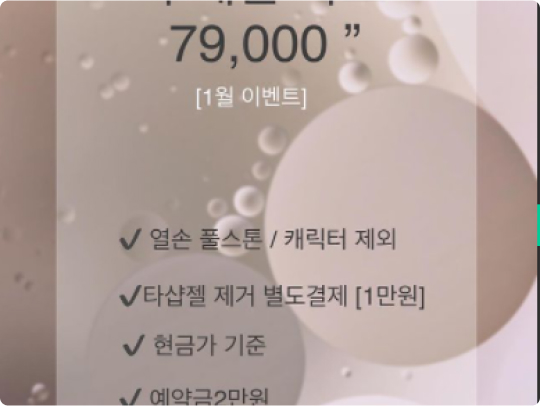 79,000 ”
[1월 이벤트]
✔ 열손 풀스톤 / 캐릭터 제외
✔타샵젤 제거 별도결제 [1만원]
✔ 현금가 기준
✔ 예약금2만원